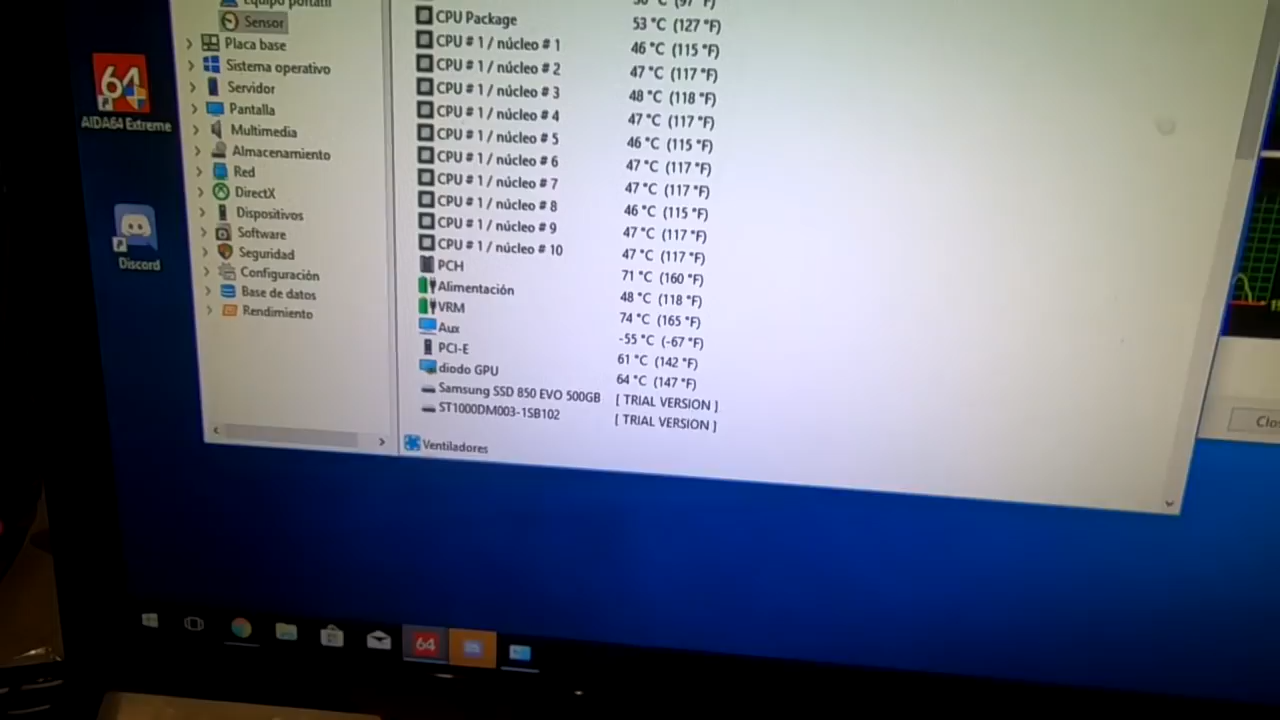 Equipo portátil
Sensor
Placa base
Sistema operativo
Servidor
Pantalla
Multimedia
Almacenamiento
Red
DirectX
Dispositivos
Software
Seguridad
Configuración
Base de datos
Rendimiento
CPU Package 53 °C (127 °F)
CPU # 1 / núcleo # 1 46 °C (115 °F)
CPU # 1 / núcleo # 2 47 °C (117 °F)
CPU # 1 / núcleo # 3 48 °C (118 °F)
CPU # 1 / núcleo # 4 47 °C (117 °F)
CPU # 1 / núcleo # 5 46 °C (115 °F)
CPU # 1 / núcleo # 6 47 °C (117 °F)
CPU # 1 / núcleo # 7 47 °C (117 °F)
CPU # 1 / núcleo # 8 46 °C (115 °F)
CPU # 1 / núcleo # 9 47 °C (117 °F)
CPU # 1 / núcleo # 10 47 °C (117 °F)
PCH 71 °C (160 °F)
Alimentación 48 °C (118 °F)
VRM 74 °C (165 °F)
Aux -55 °C (-67 °F)
PCI-E 61 °C (142 °F)
diodo GPU 64 °C (147 °F)
Samsung SSD 850 EVO 500GB [ TRIAL VERSION ]
ST1000DM003-1SB102 [ TRIAL VERSION ]
Ventiladores
64
AIDA64 Extreme
Discord
64